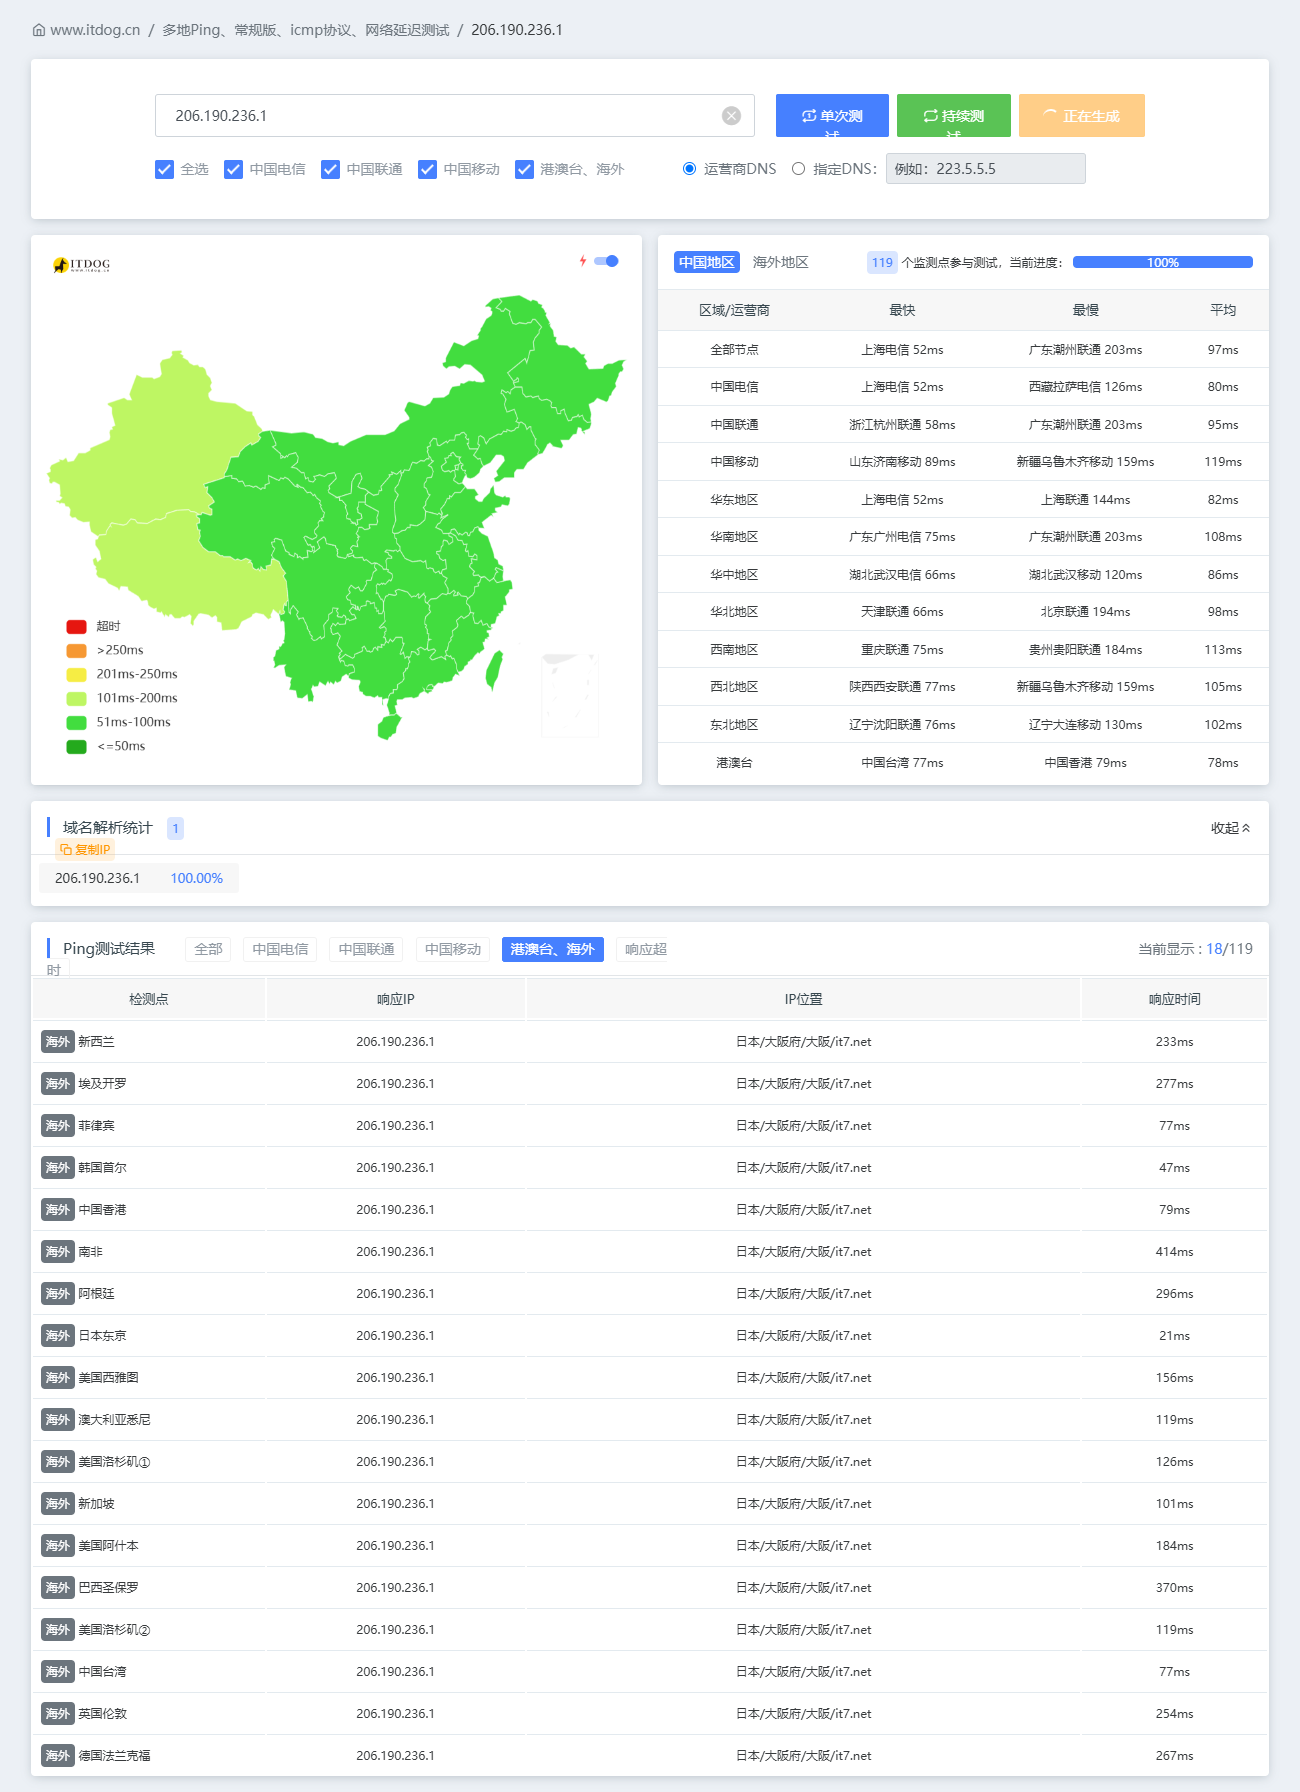 www.itdog.cn / 多地Ping、常规版、icmp协议、网络延迟测试 / 206.190.236.1
206.190.236.1 单次测试 持续测试 正在生成
全选 中国电信 中国联通 中国移动 港澳台、海外 运营商DNS 指定DNS： 例如：223.5.5.5
ITDOG
www.itdog.cn
超时
>250ms
201ms-250ms
101ms-200ms
51ms-100ms
<=50ms
中国地区 海外地区 119 个监测点参与测试，当前进度： 100%
区域/运营商 最快 最慢 平均
全部节点 上海电信 52ms 广东潮州联通 203ms 97ms
中国电信 上海电信 52ms 西藏拉萨电信 126ms 80ms
中国联通 浙江杭州联通 58ms 广东潮州联通 203ms 95ms
中国移动 山东济南移动 89ms 新疆乌鲁木齐移动 159ms 119ms
华东地区 上海电信 52ms 上海联通 144ms 82ms
华南地区 广东广州电信 75ms 广东潮州联通 203ms 108ms
华中地区 湖北武汉电信 66ms 湖北武汉移动 120ms 86ms
华北地区 天津联通 66ms 北京联通 194ms 98ms
西南地区 重庆联通 75ms 贵州贵阳联通 184ms 113ms
西北地区 陕西西安联通 77ms 新疆乌鲁木齐移动 159ms 105ms
东北地区 辽宁沈阳联通 76ms 辽宁大连移动 130ms 102ms
港澳台 中国台湾 77ms 中国香港 79ms 78ms
域名解析统计 1 收起
复制IP
206.190.236.1 100.00%
Ping测试结果 全部 中国电信 中国联通 中国移动 港澳台、海外 响应超时 当前显示 : 18/119
检测点 响应IP IP位置 响应时间
海外 新西兰 206.190.236.1 日本/大阪府/大阪/it7.net 233ms
海外 埃及开罗 206.190.236.1 日本/大阪府/大阪/it7.net 277ms
海外 菲律宾 206.190.236.1 日本/大阪府/大阪/it7.net 77ms
海外 韩国首尔 206.190.236.1 日本/大阪府/大阪/it7.net 47ms
海外 中国香港 206.190.236.1 日本/大阪府/大阪/it7.net 79ms
海外 南非 206.190.236.1 日本/大阪府/大阪/it7.net 414ms
海外 阿根廷 206.190.236.1 日本/大阪府/大阪/it7.net 296ms
海外 日本东京 206.190.236.1 日本/大阪府/大阪/it7.net 21ms
海外 美国西雅图 206.190.236.1 日本/大阪府/大阪/it7.net 156ms
海外 澳大利亚悉尼 206.190.236.1 日本/大阪府/大阪/it7.net 119ms
海外 美国洛杉矶① 206.190.236.1 日本/大阪府/大阪/it7.net 126ms
海外 新加坡 206.190.236.1 日本/大阪府/大阪/it7.net 101ms
海外 美国阿什本 206.190.236.1 日本/大阪府/大阪/it7.net 184ms
海外 巴西圣保罗 206.190.236.1 日本/大阪府/大阪/it7.net 370ms
海外 美国洛杉矶② 206.190.236.1 日本/大阪府/大阪/it7.net 119ms
海外 中国台湾 206.190.236.1 日本/大阪府/大阪/it7.net 77ms
海外 英国伦敦 206.190.236.1 日本/大阪府/大阪/it7.net 254ms
海外 德国法兰克福 206.190.236.1 日本/大阪府/大阪/it7.net 267ms